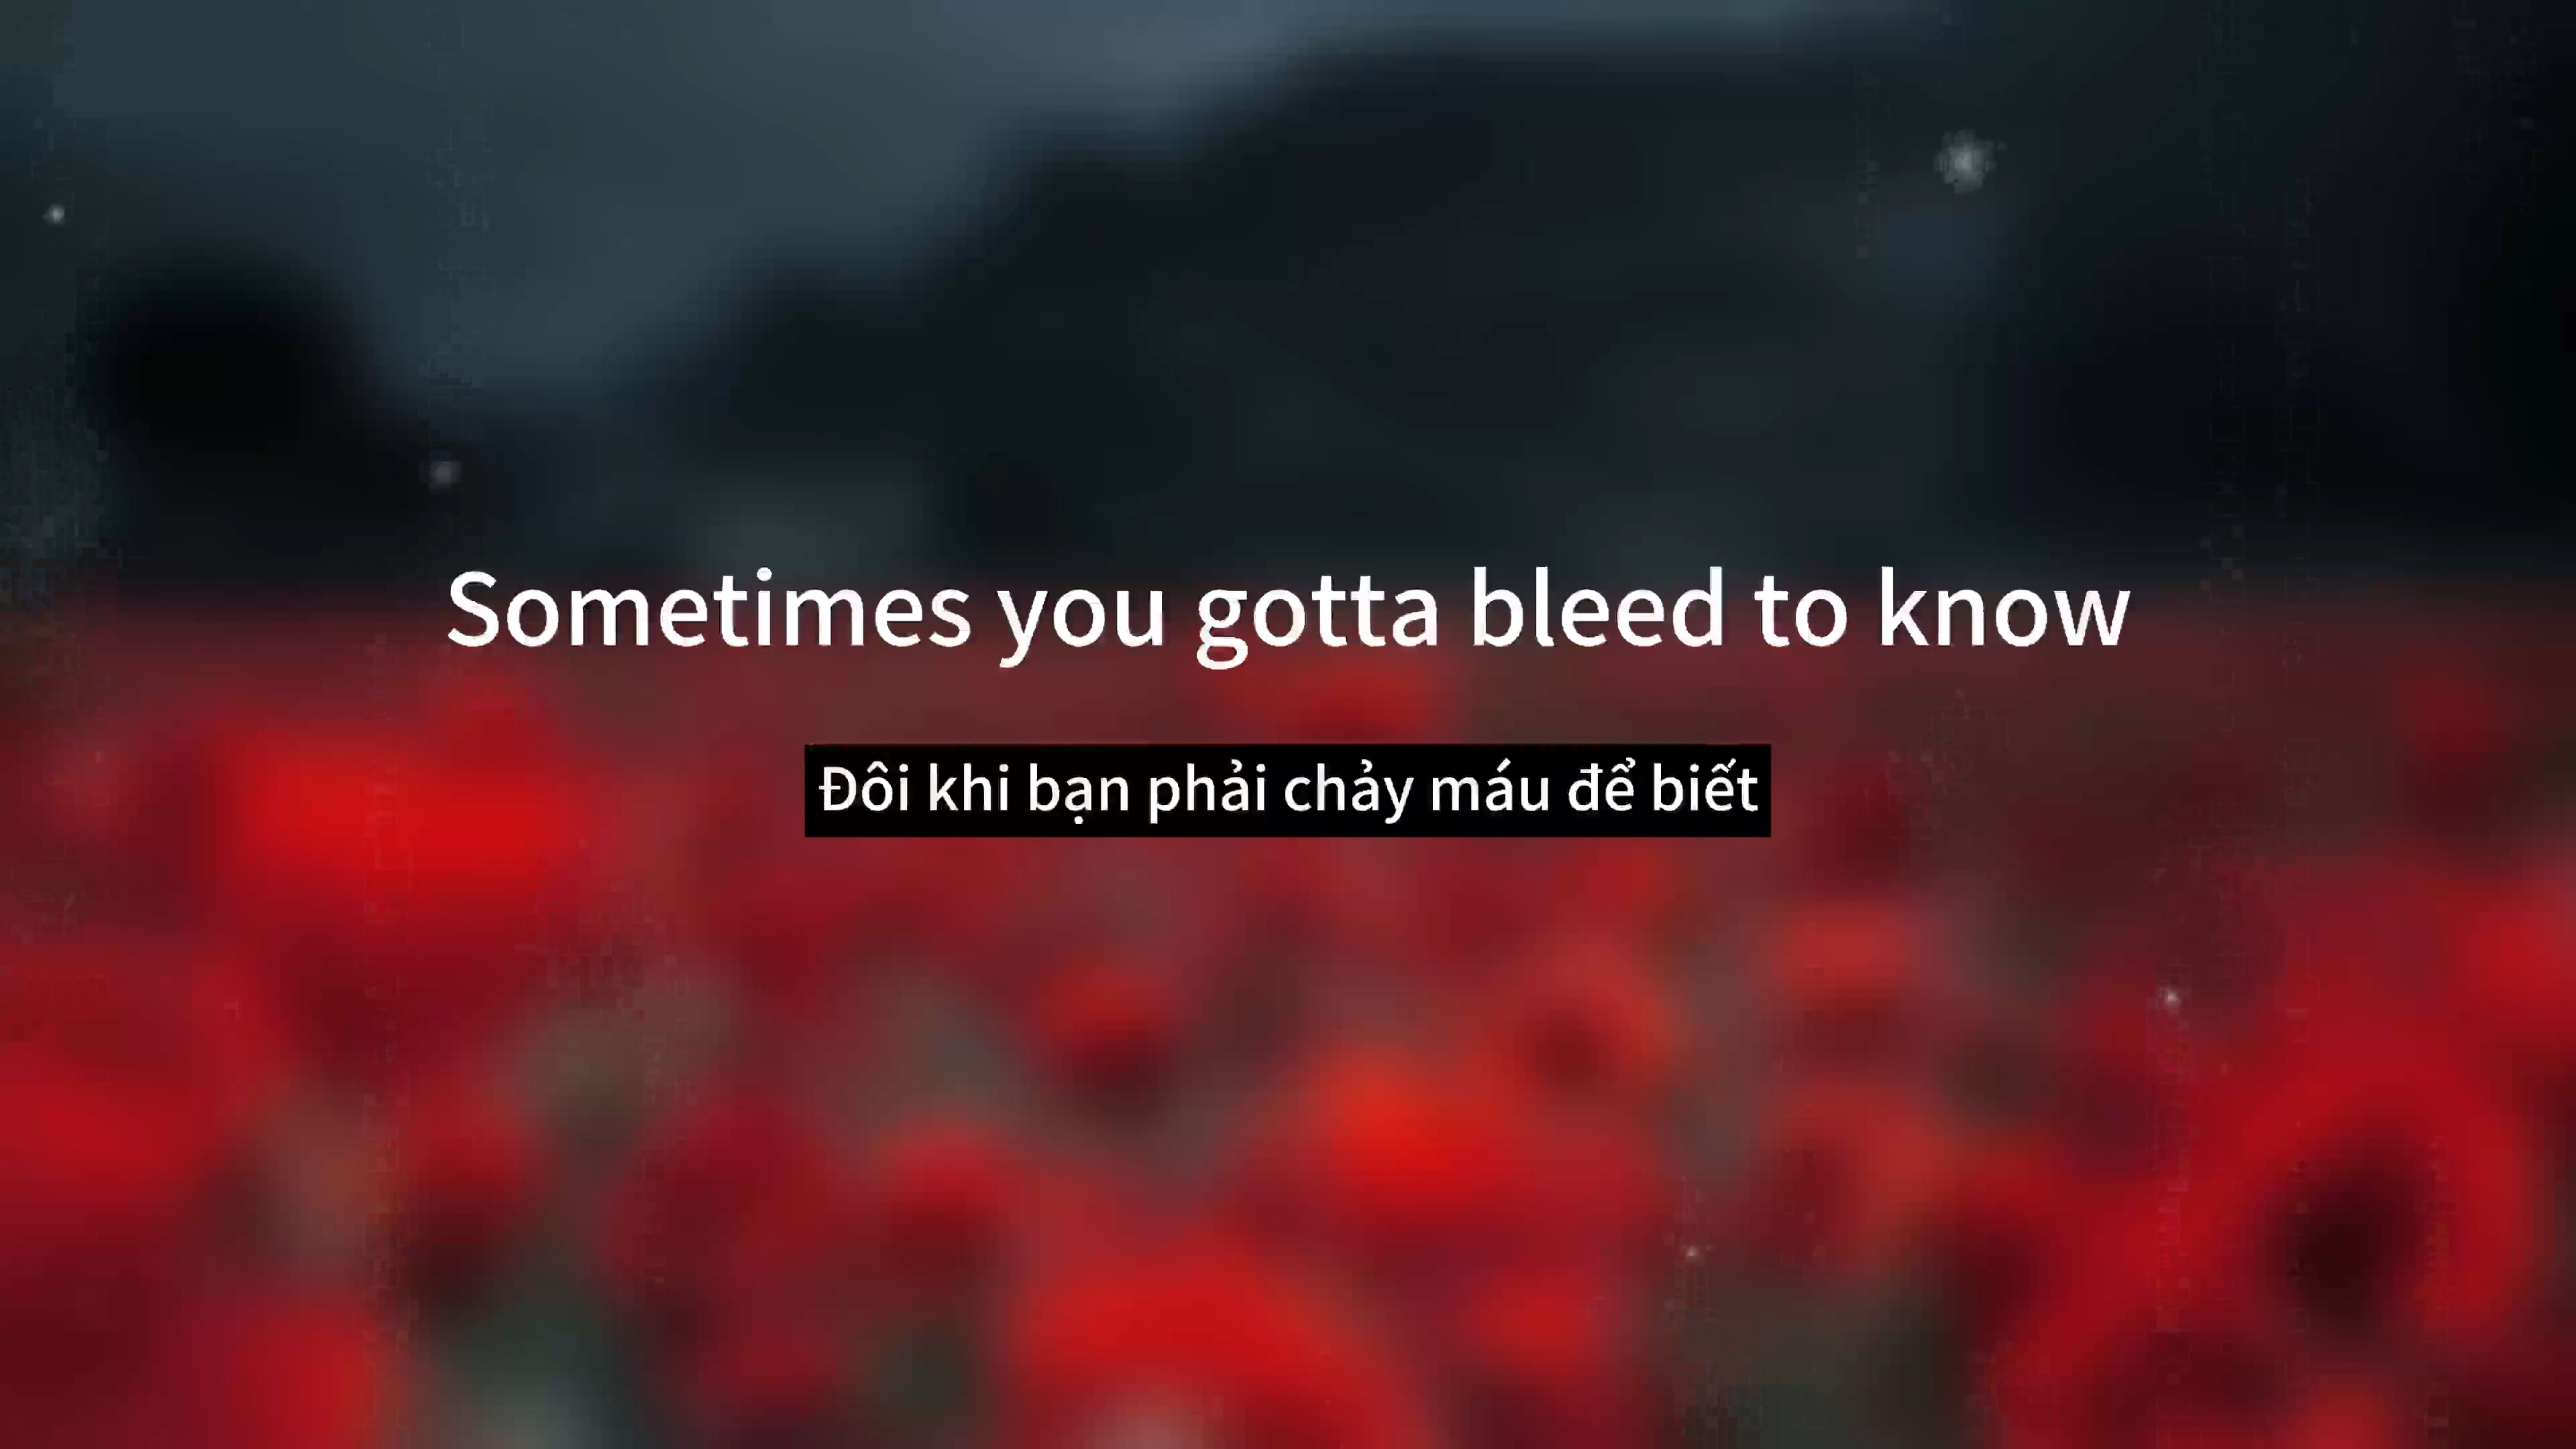 Sometimes you gotta bleed to know
Đôi khi bạn phải chảy máu để biết